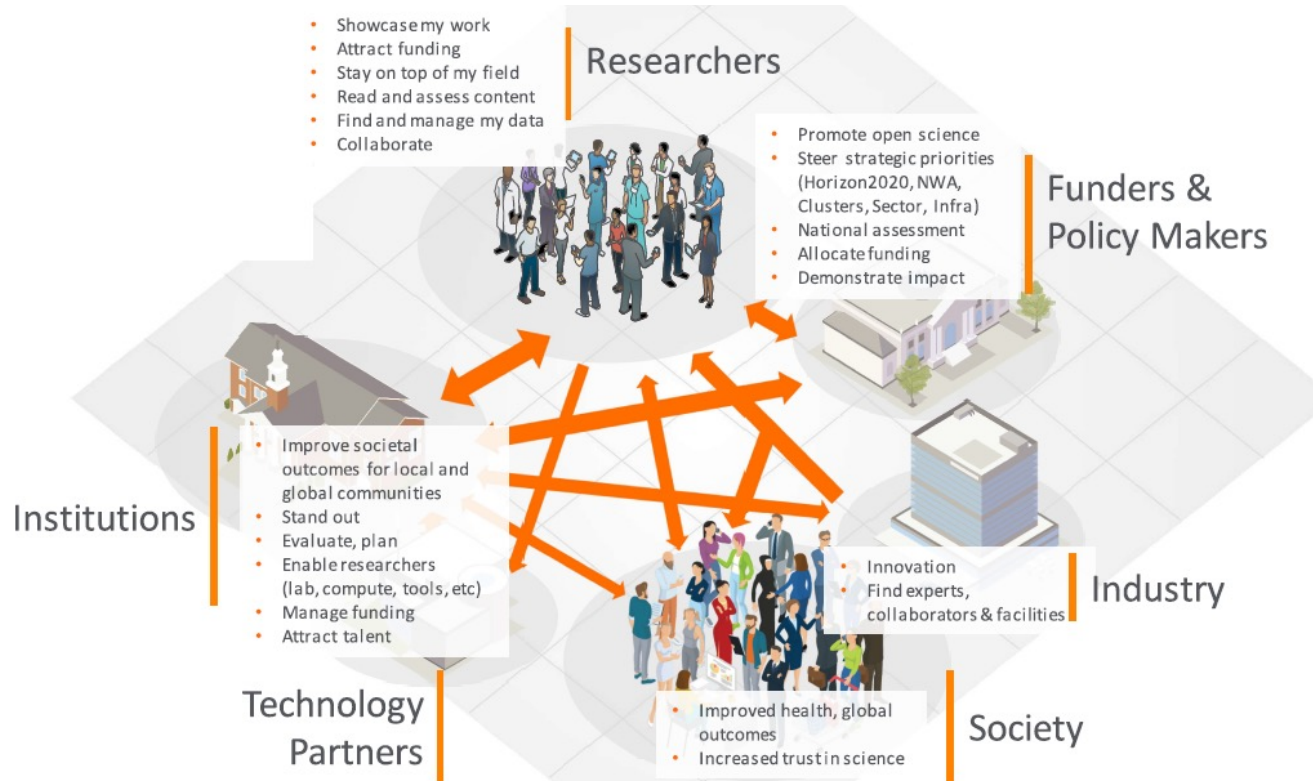 • Showcase my work
• Attract funding
• Stay on top of my field
• Read and assess content
• Find and manage my data
• Collaborate
Researchers
• Promote open science
• Steer strategic priorities
(Horizon2020, NWA,
Clusters, Sector, Infra)
• National assessment
• Allocate funding
• Demonstrate impact
Funders &
Policy Makers
Institutions
• Improve societal
outcomes for local and
global communities
• Stand out
• Evaluate, plan
• Enable researchers
(lab, compute, tools, etc)
• Manage funding
• Attract talent
• Innovation
• Find experts,
collaborators & facilities
Industry
Technology
Partners
• Improved health, global
outcomes
• Increased trust in science
Society